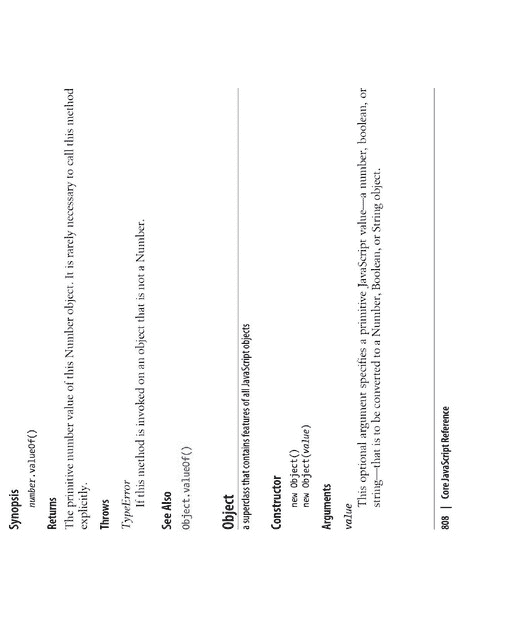 Synopsis
number.valueOf()
Returns
The primitive number value of this Number object. It is rarely necessary to call this method
explicitly.
Throws
TypeError
If this method is invoked on an object that is not a Number.
See Also
Object.valueOf()
Object
a superclass that contains features of all JavaScript objects
Constructor
new Object()
new Object(value)
Arguments
value
This optional argument specifies a primitive JavaScript value—a number, boolean, or
string—that is to be converted to a Number, Boolean, or String object.
808 | Core JavaScript Reference